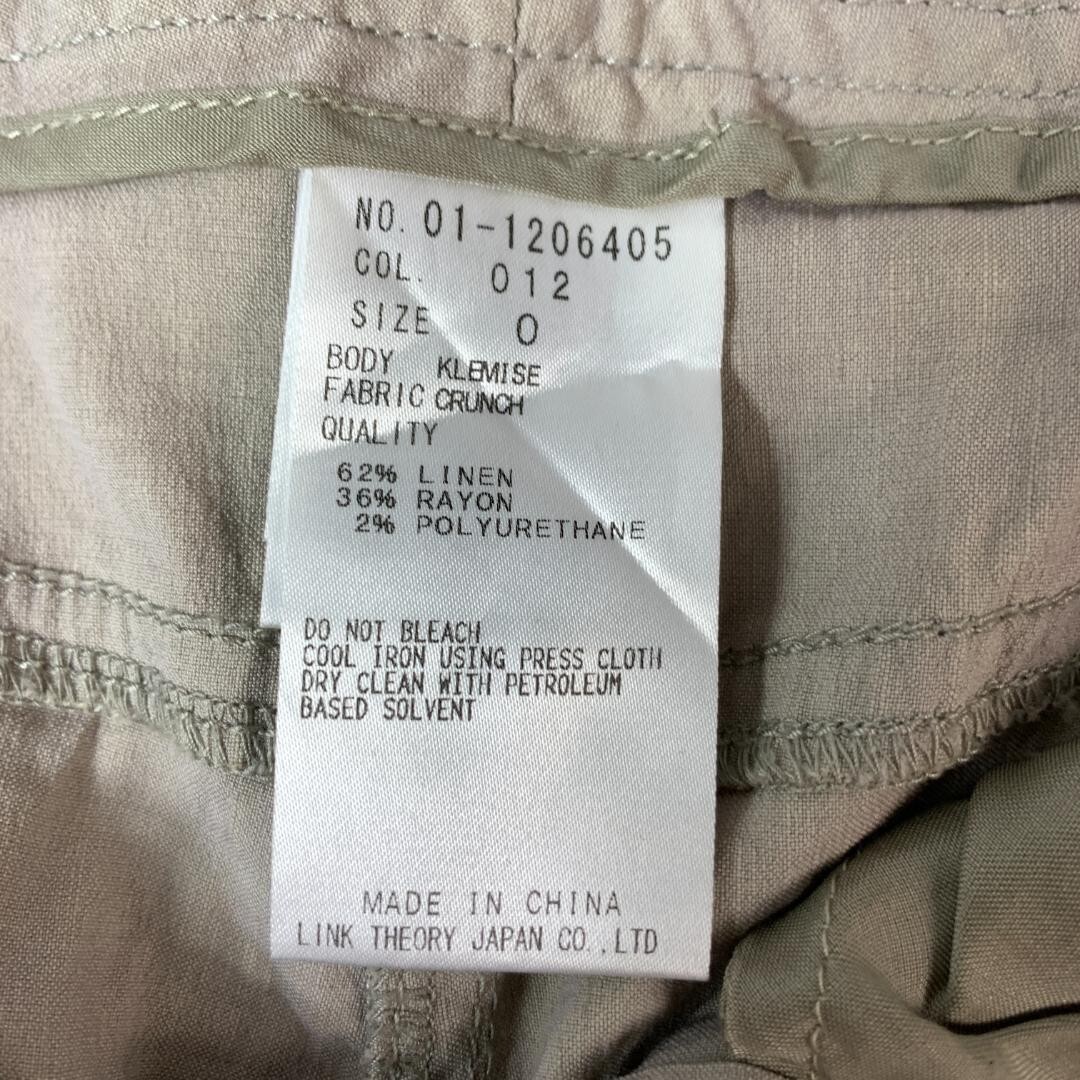 NO. 01-1206405
COL. 012
SIZE 0
BODY KLEMISE
FABRIC CRUNCH
QUALITY
62% LINEN
36% RAYON
2% POLYURETHANE
DO NOT BLEACH
COOL IRON USING PRESS CLOTH
DRY CLEAN WITH PETROLEUM
BASED SOLVENT
MADE IN CHINA
LINK THEORY JAPAN CO.,LTD